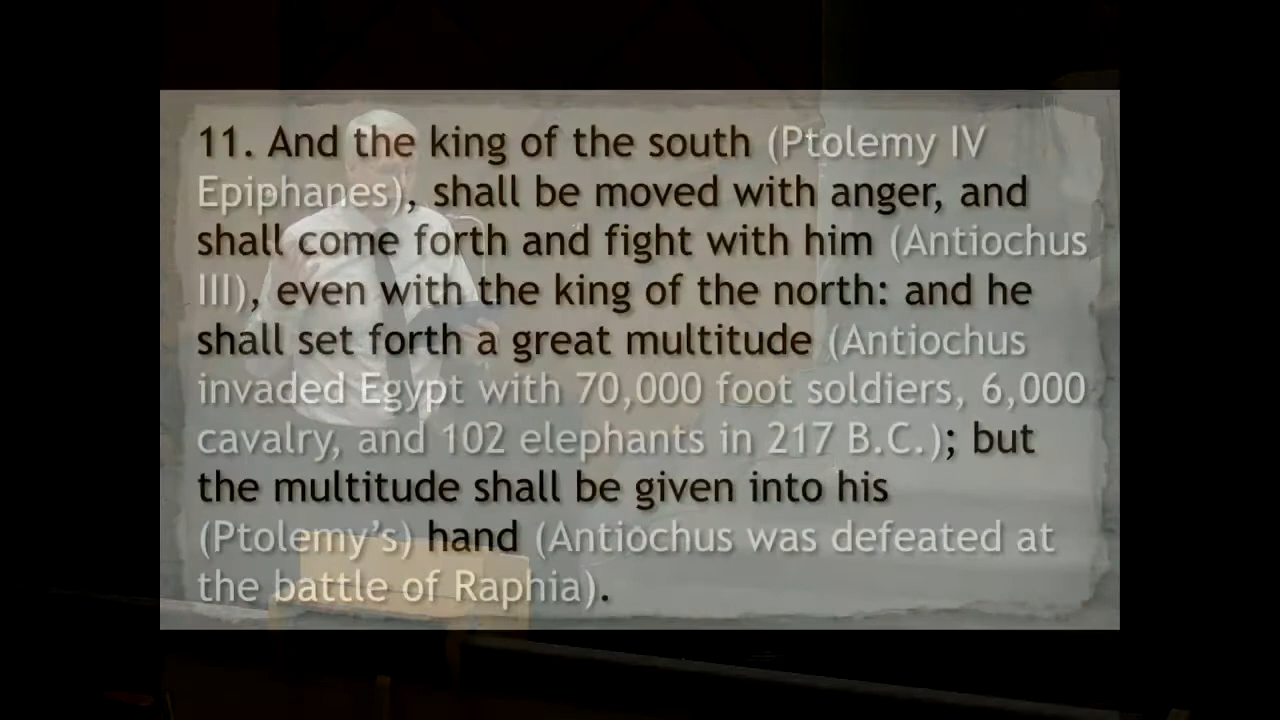 11. And the king of the south (Ptolemy IV
Epiphanes), shall be moved with anger, and
shall come forth and fight with him (Antiochus
III), even with the king of the north: and he
shall set forth a great multitude (Antiochus
invaded Egypt with 70,000 foot soldiers, 6,000
cavalry, and 102 elephants in 217 B.C.); but
the multitude shall be given into his
(Ptolemy’s) hand (Antiochus was defeated at
the battle of Raphia).